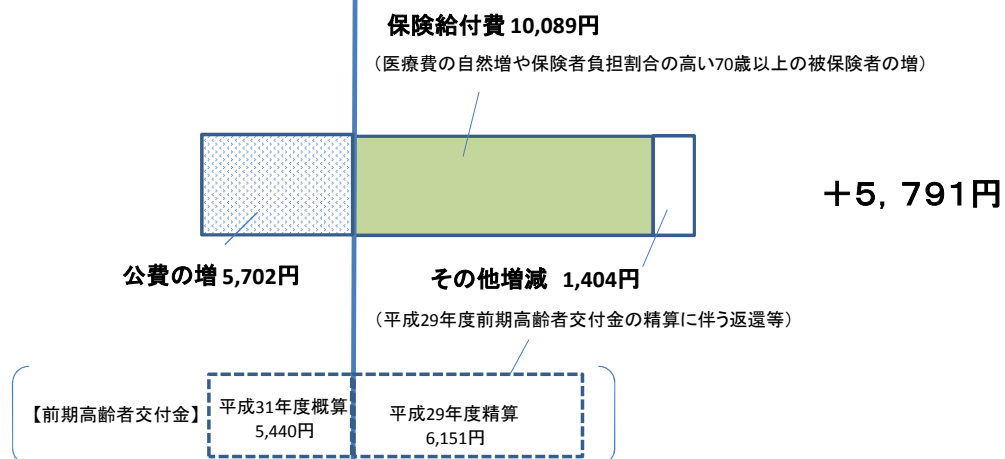 保険給付費 10,089円
（医療費の自然増や保険者負担割合の高い70歳以上の被保険者の増）
＋5，791円
公費の増 5,702円
その他増減 1,404円
（平成29年度前期高齢者交付金の精算に伴う返還等）
【前期高齢者交付金】
平成31年度概算
5,440円
平成29年度精算
6,151円